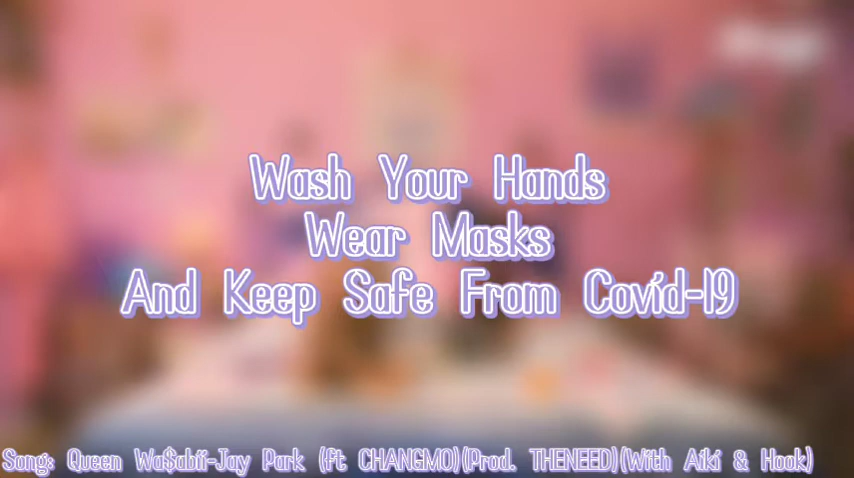 Wash Your Hands
Wear Masks
And Keep Safe From Covid-19
Song: Queen Wa$abii-Jay Park (ft CHANGMO)(Prod. THENEED)(With Aiki & Hook)